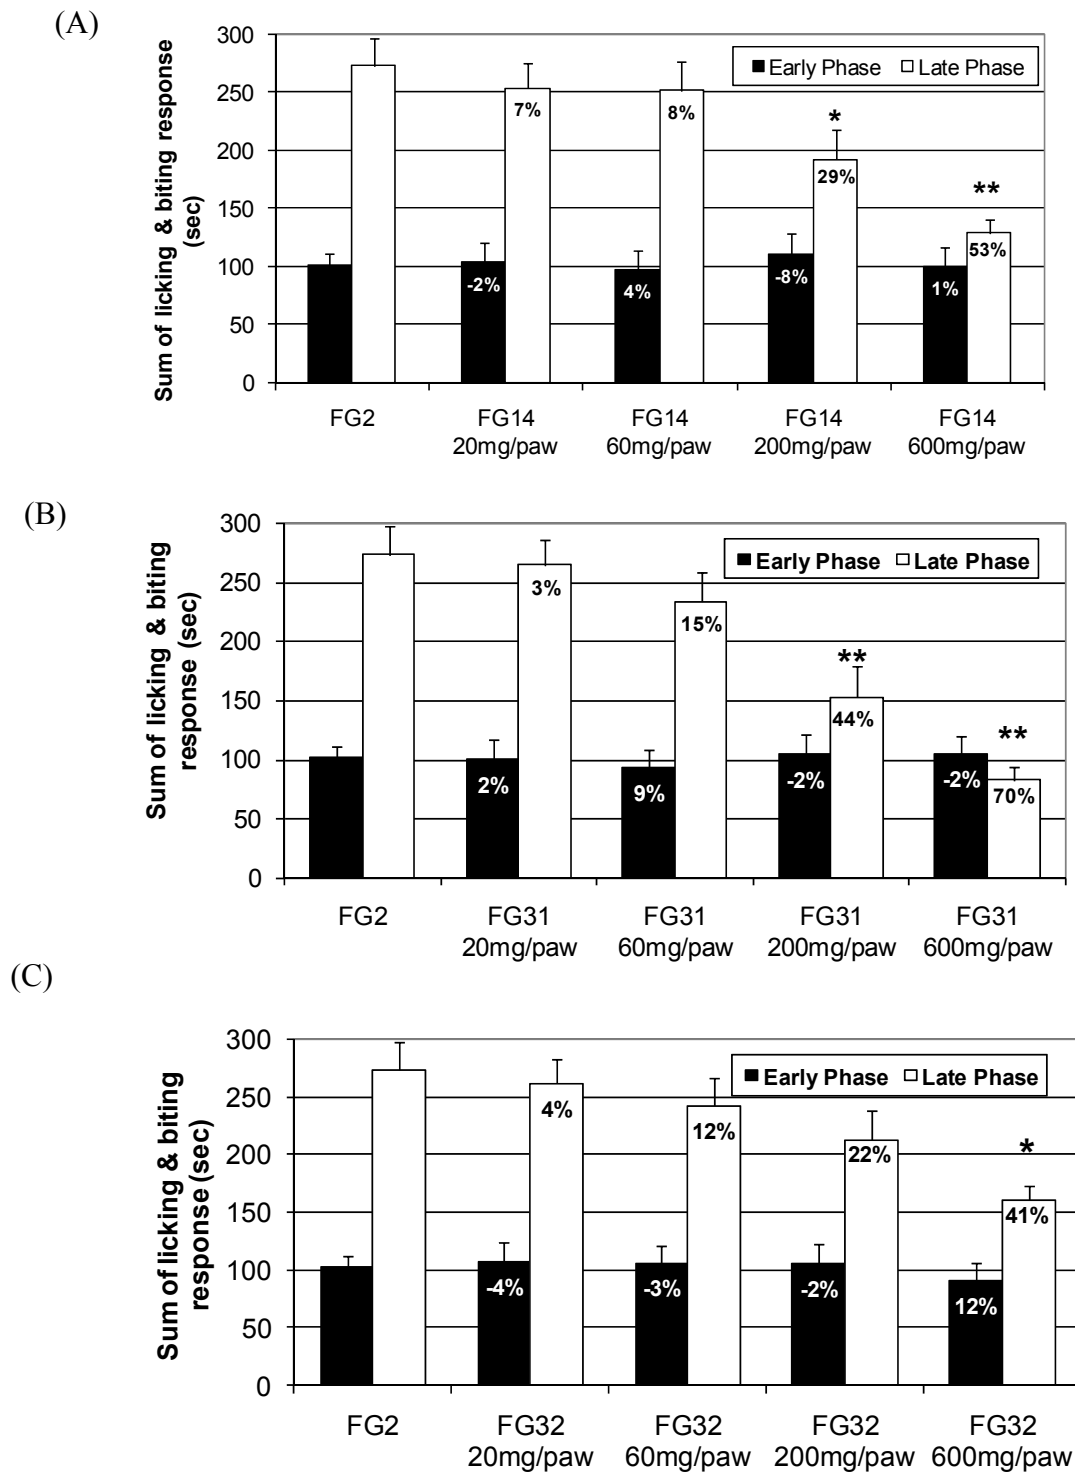 (A)
Sum of licking & biting response
(sec)
300
250
200
150
100
50
0
Early Phase Late Phase
7%
8%
*
29%
**
53%
-2%
4%
-8%
1%
FG2
FG14
20mg/paw
FG14
60mg/paw
FG14
200mg/paw
FG14
600mg/paw
(B)
Sum of licking & biting
response (sec)
300
250
200
150
100
50
0
Early Phase Late Phase
3%
15%
**
44%
**
70%
2%
9%
-2%
-2%
FG2
FG31
20mg/paw
FG31
60mg/paw
FG31
200mg/paw
FG31
600mg/paw
(C)
Sum of licking & biting
response (sec)
300
250
200
150
100
50
0
Early Phase Late Phase
4%
12%
22%
*
41%
-4%
-3%
-2%
12%
FG2
FG32
20mg/paw
FG32
60mg/paw
FG32
200mg/paw
FG32
600mg/paw